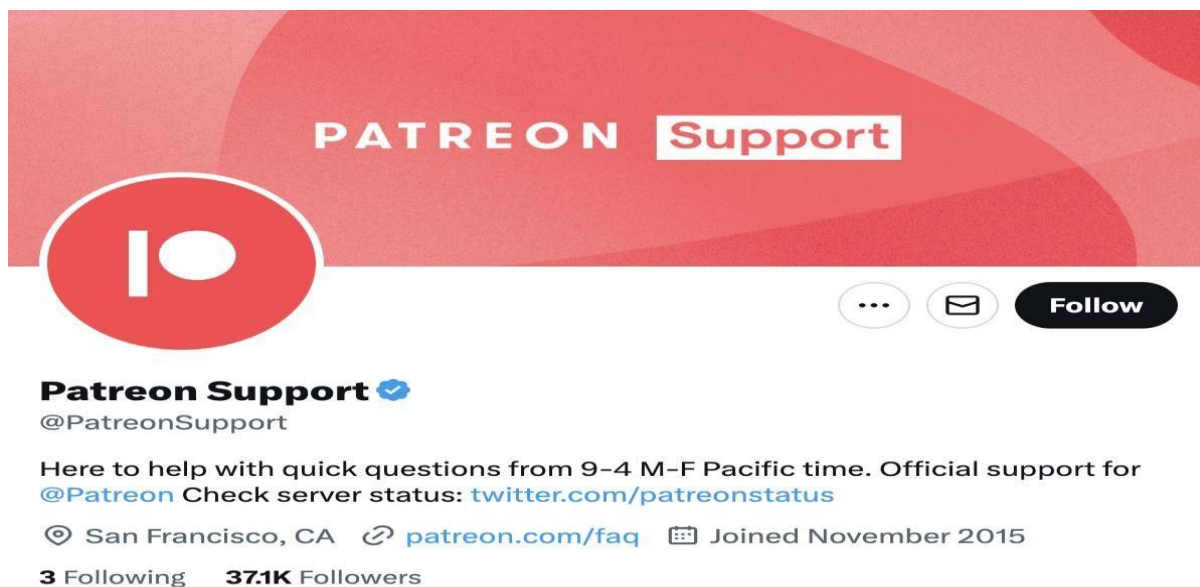 PATREON Support
Follow
Patreon Support
@PatreonSupport
Here to help with quick questions from 9-4 M-F Pacific time. Official support for
@Patreon Check server status: twitter.com/patreonstatus
San Francisco, CA patreon.com/faq Joined November 2015
3 Following 37.1K Followers